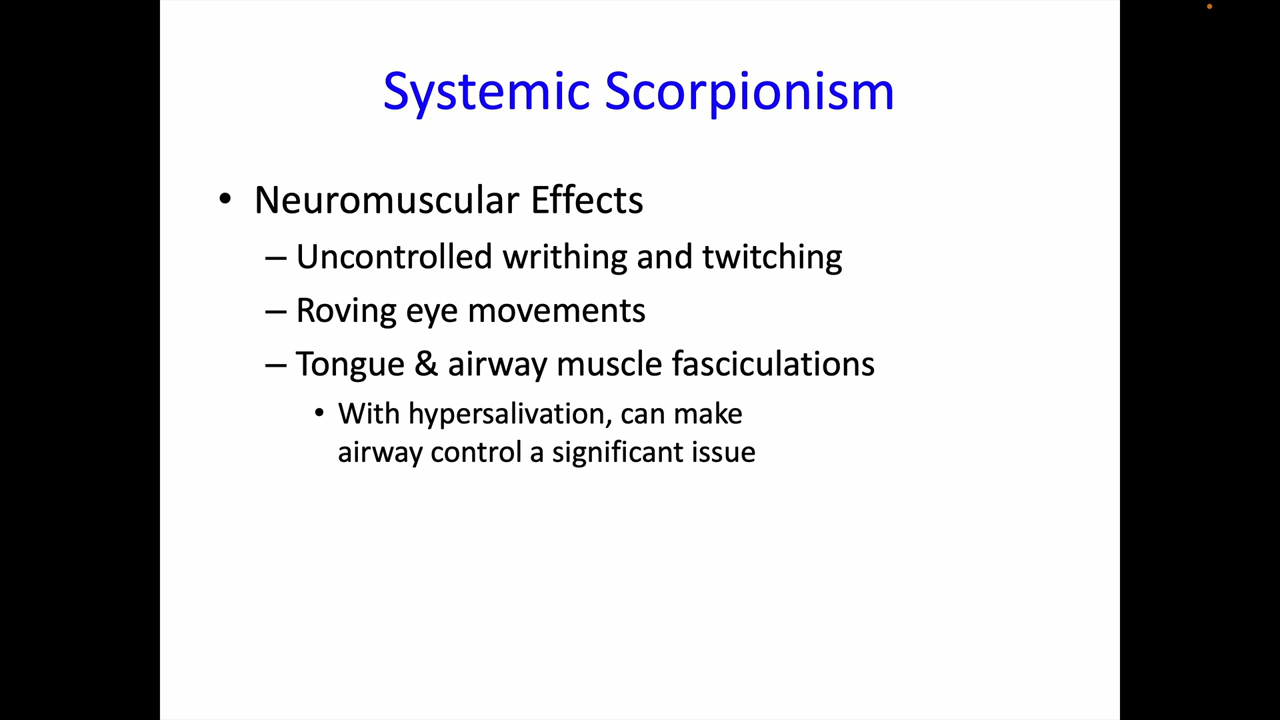 Systemic Scorpionism
• Neuromuscular Effects
– Uncontrolled writhing and twitching
– Roving eye movements
– Tongue & airway muscle fasciculations
• With hypersalivation, can make
airway control a significant issue